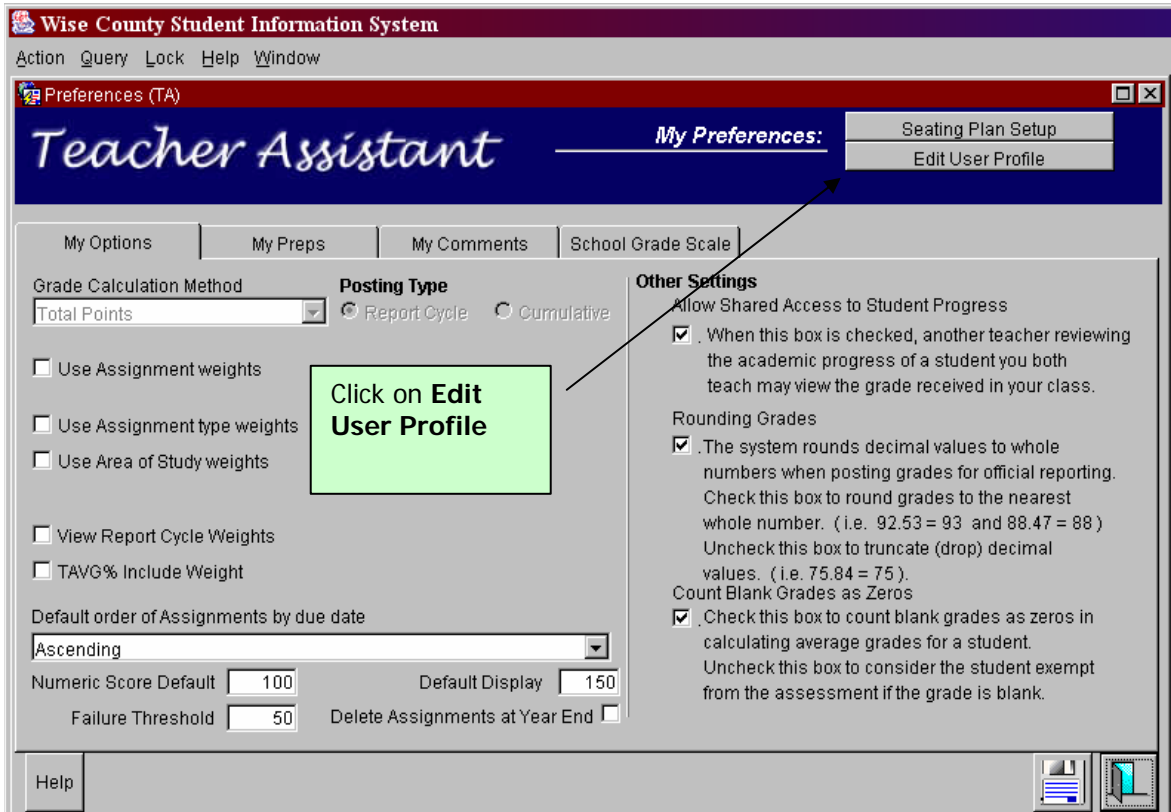 Wise County Student Information System
Action Query Lock Help Window
Preferences (TA)
Teacher Assistant
My Preferences:
Seating Plan Setup
Edit User Profile
My Options
My Preps
My Comments
School Grade Scale
Grade Calculation Method
Total Points
Posting Type
Report Cycle
Cumulative
Use Assignment weights
Use Assignment type weights
Use Area of Study weights
Click on Edit
User Profile
View Report Cycle Weights
TAVG% Include Weight
Default order of Assignments by due date
Ascending
Numeric Score Default 100
Default Display 150
Failure Threshold 50
Delete Assignments at Year End
Other Settings
Allow Shared Access to Student Progress
. When this box is checked, another teacher reviewing
the academic progress of a student you both
teach may view the grade received in your class.
Rounding Grades
. The system rounds decimal values to whole
numbers when posting grades for official reporting.
Check this box to round grades to the nearest
whole number. ( i.e. 92.53 = 93 and 88.47 = 88 )
Uncheck this box to truncate (drop) decimal
values. ( i.e. 75.84 = 75 ).
Count Blank Grades as Zeros
. Check this box to count blank grades as zeros in
calculating average grades for a student.
Uncheck this box to consider the student exempt
from the assessment if the grade is blank.
Help